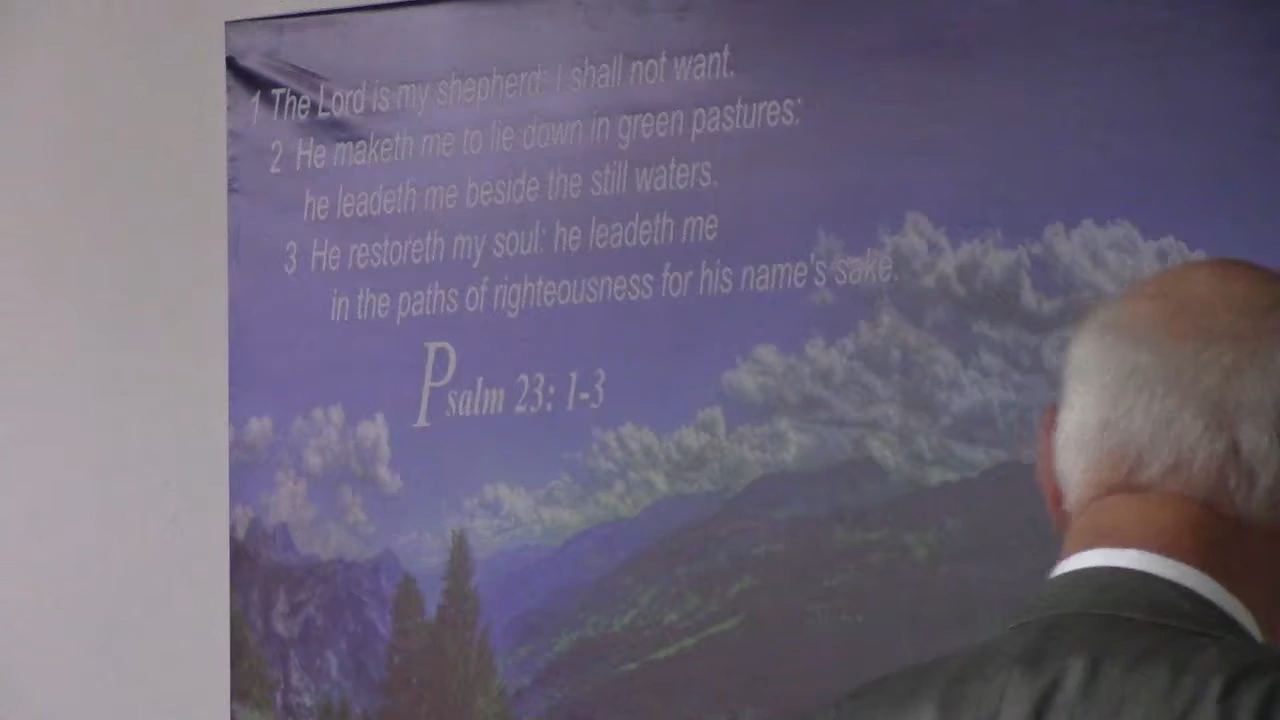 1 The Lord is my shepherd: I shall not want.
2 He maketh me to lie down in green pastures:
he leadeth me beside the still waters.
3 He restoreth my soul: he leadeth me
in the paths of righteousness for his name's sake.
Psalm 23: 1-3